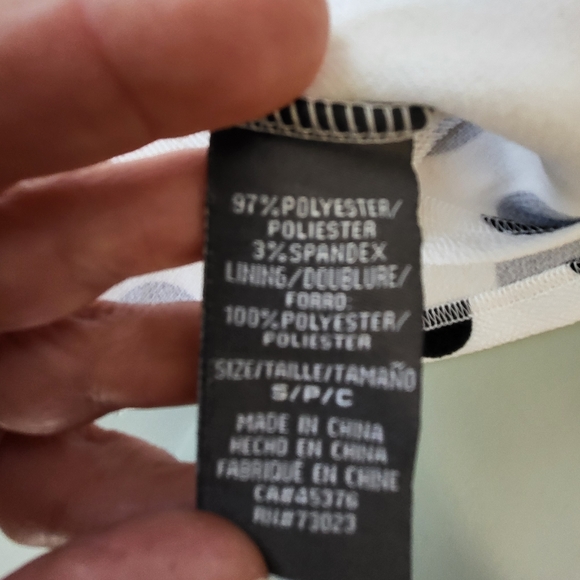 97%POLYESTER/
POLIESTER
3%SPANDEX
LINING/DOUBLURE/
FORRO:
100%POLYESTER/
POLIESTER
SIZE/TAILLE/TAMAÑO
S/P/C
MADE IN CHINA
HECHO EN CHINA
FABRIQUÉ EN CHINE
CA#45376
RN#73023